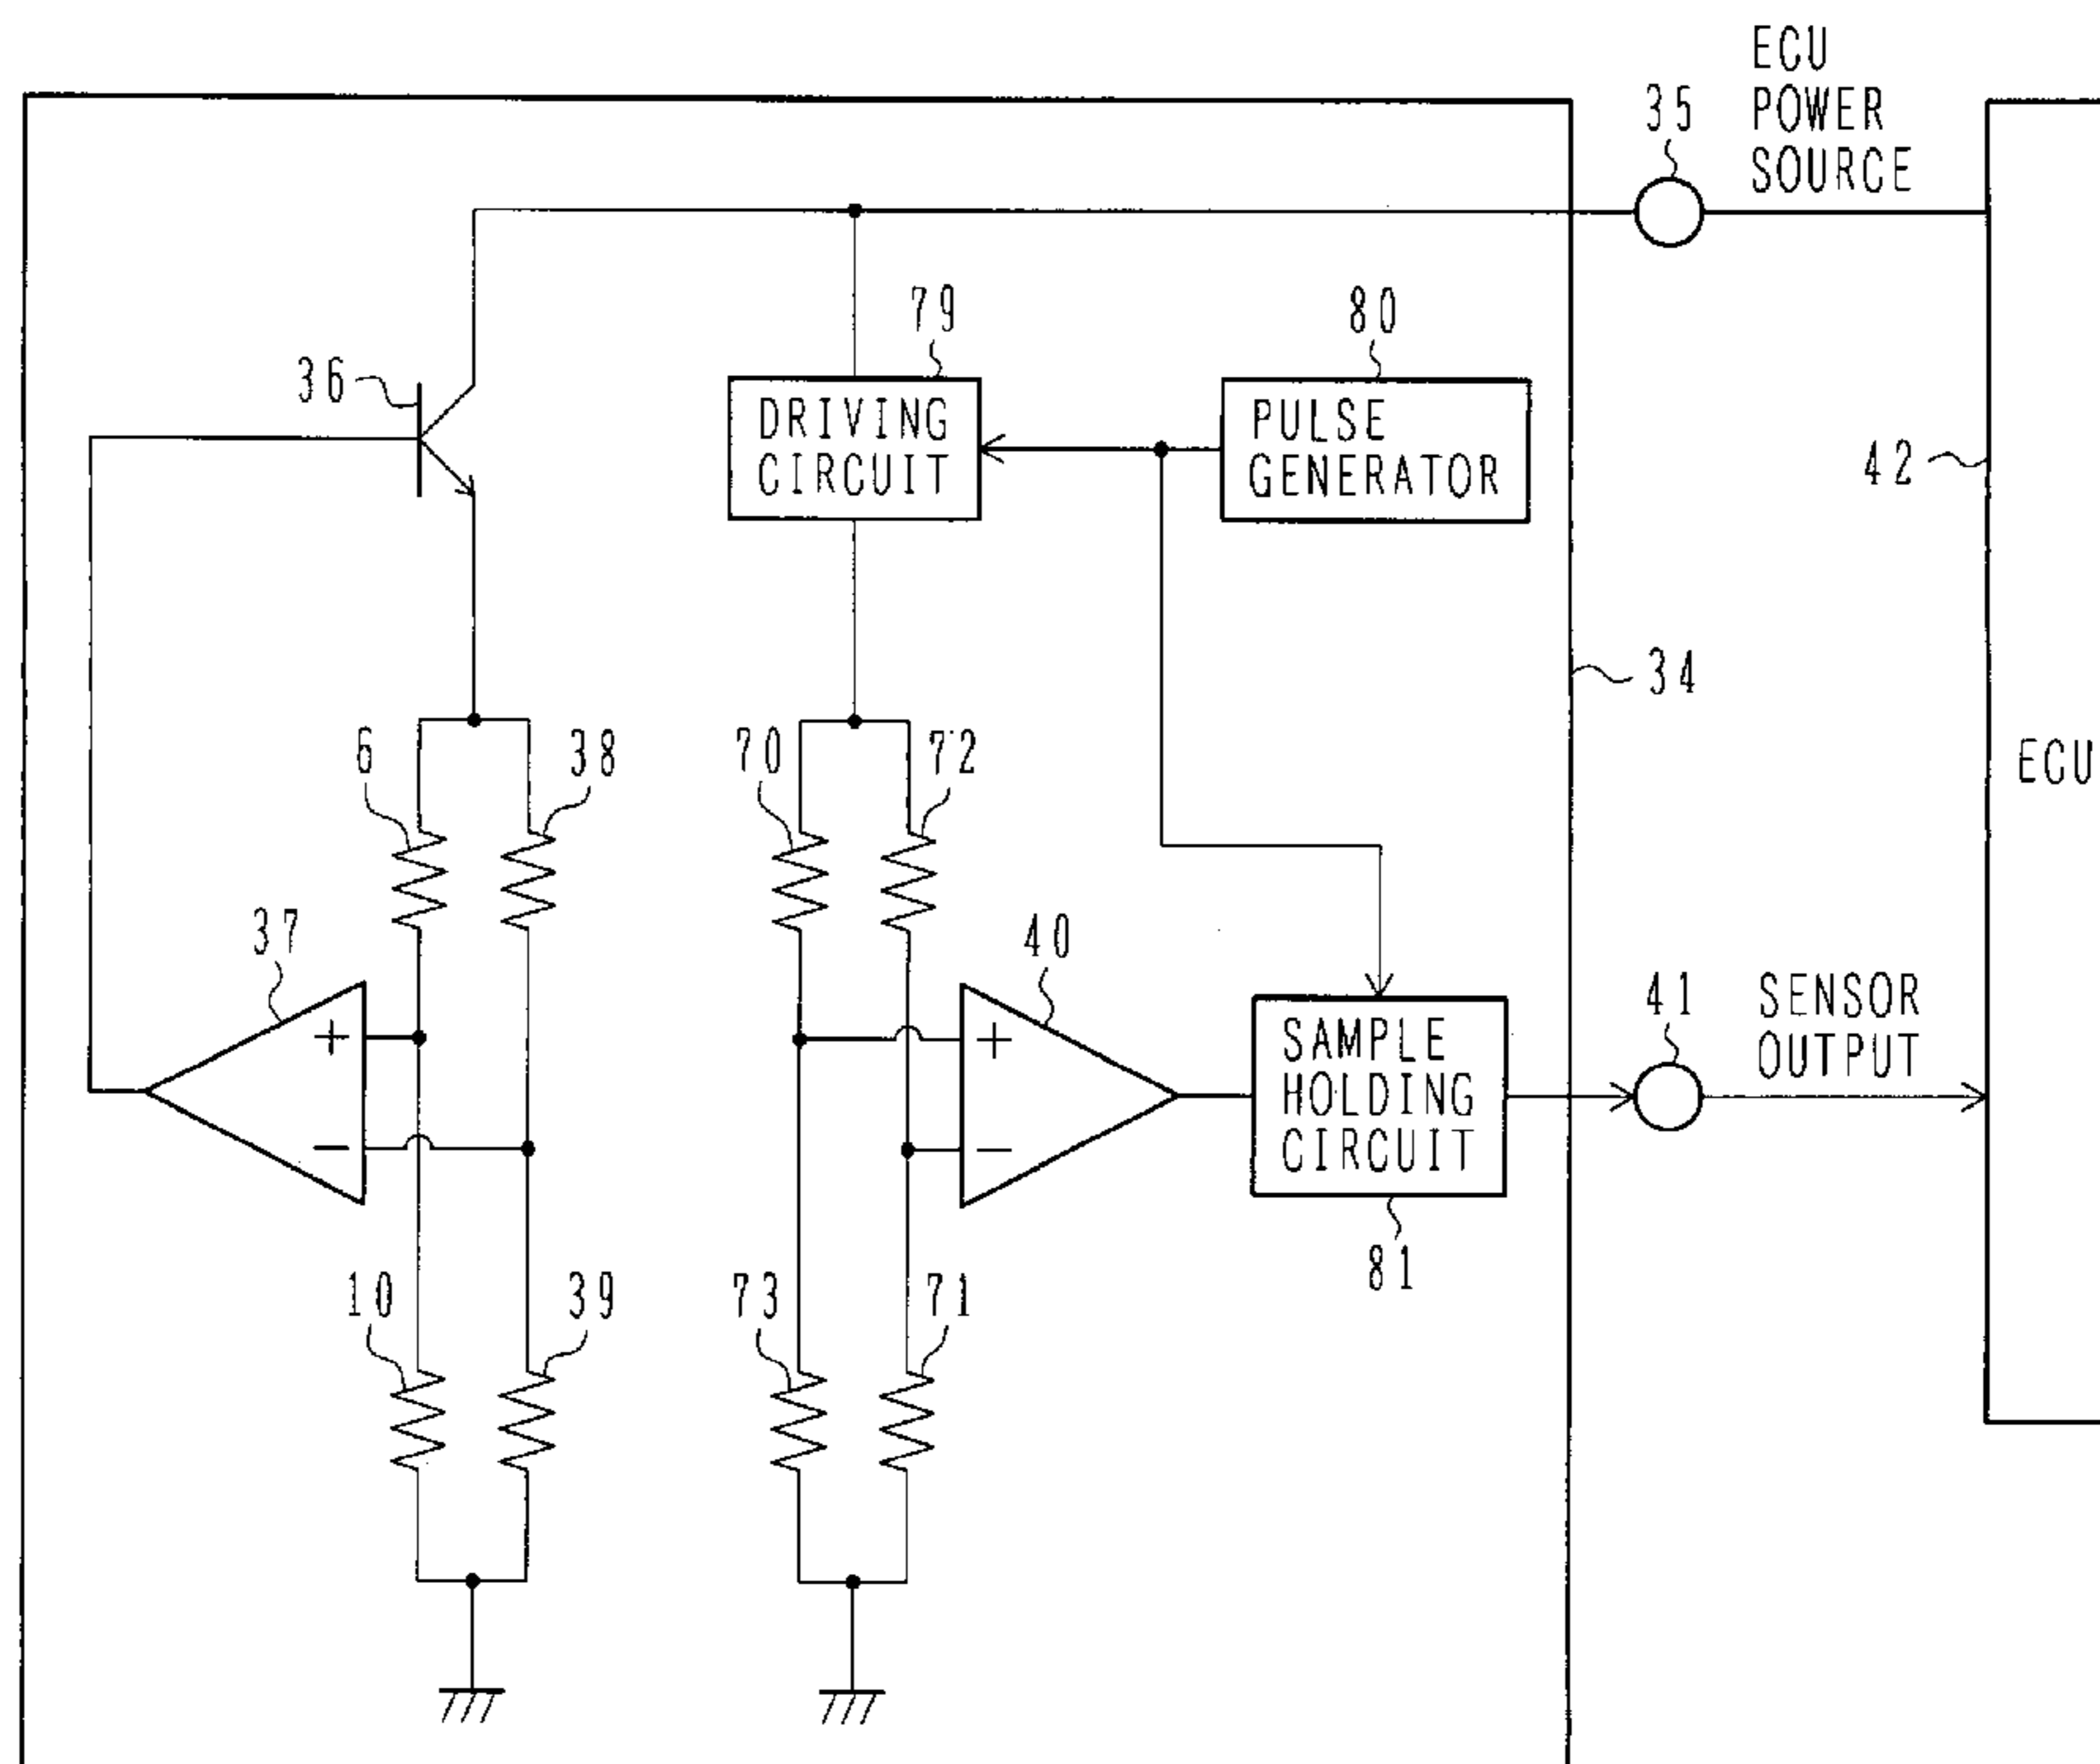 ECU
POWER
SOURCE
35
79
80
36
DRIVING
CIRCUIT
PULSE
GENERATOR
42
34
6
38
70
72
ECU
37
40
41
SENSOR
OUTPUT
+
+
SAMPLE
HOLDING
CIRCUIT
−
−
81
10
39
73
71